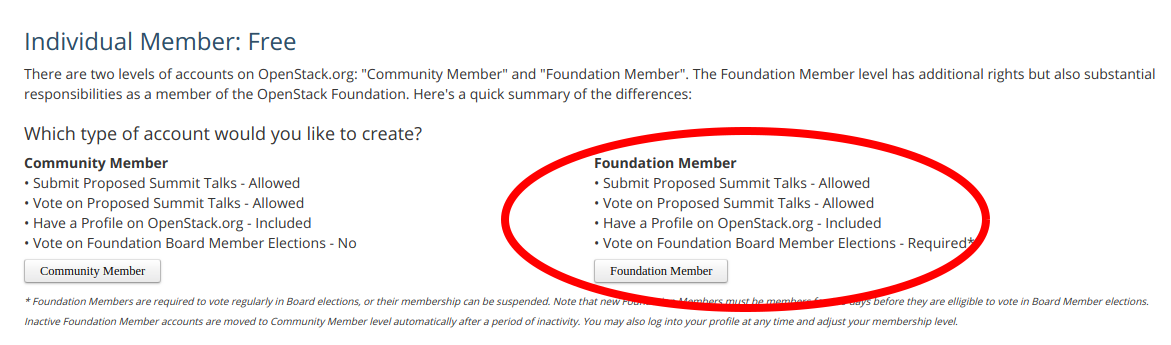 Individual Member: Free
There are two levels of accounts on OpenStack.org: "Community Member" and "Foundation Member". The Foundation Member level has additional rights but also substantial
responsibilities as a member of the OpenStack Foundation. Here's a quick summary of the differences:
Which type of account would you like to create?
Community Member
• Submit Proposed Summit Talks - Allowed
• Vote on Proposed Summit Talks - Allowed
• Have a Profile on OpenStack.org - Included
• Vote on Foundation Board Member Elections - No
Community Member
Foundation Member
• Submit Proposed Summit Talks - Allowed
• Vote on Proposed Summit Talks - Allowed
• Have a Profile on OpenStack.org - Included
• Vote on Foundation Board Member Elections - Required*
Foundation Member
* Foundation Members are required to vote regularly in Board elections, or their membership can be suspended. Note that new Members must be members days before they are elligible to vote in Board Member elections.
Inactive Foundation Member accounts are moved to Community Member level automatically after a period of inactivity. You may also log into your profile at any time and adjust your membership level.